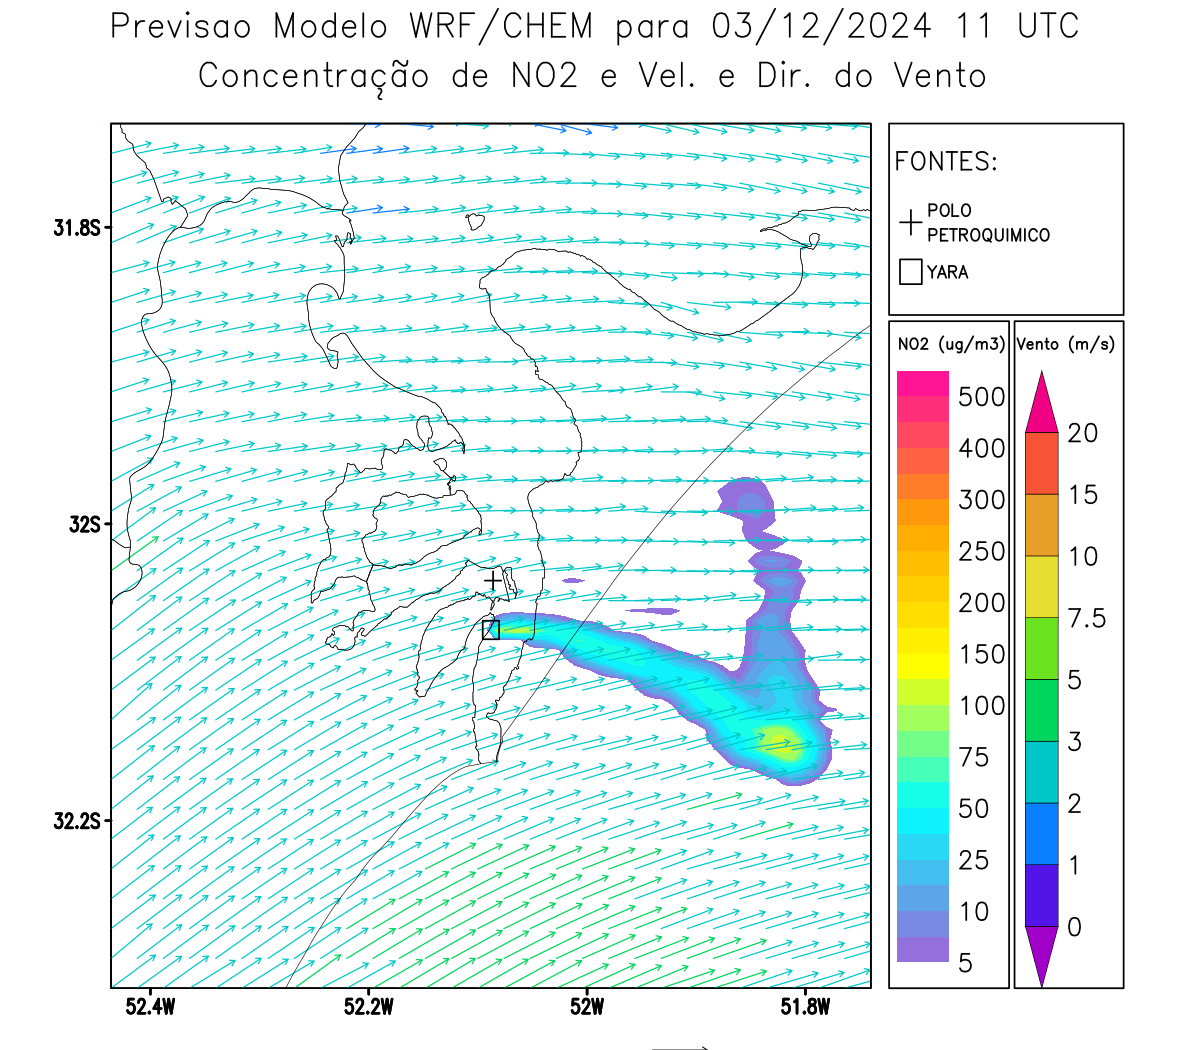 Previsao Modelo WRF/CHEM para 03/12/2024 11 UTC
Concentração de NO2 e Vel. e Dir. do Vento
FONTES:
POLO
PETROQUIMICO
YARA
31.8S
32S
32.2S
52.4W
52.2W
52W
51.8W
NO2 (ug/m3)
500
400
300
250
200
150
100
75
50
25
10
5
Vento (m/s)
20
15
10
7.5
5
3
2
1
0